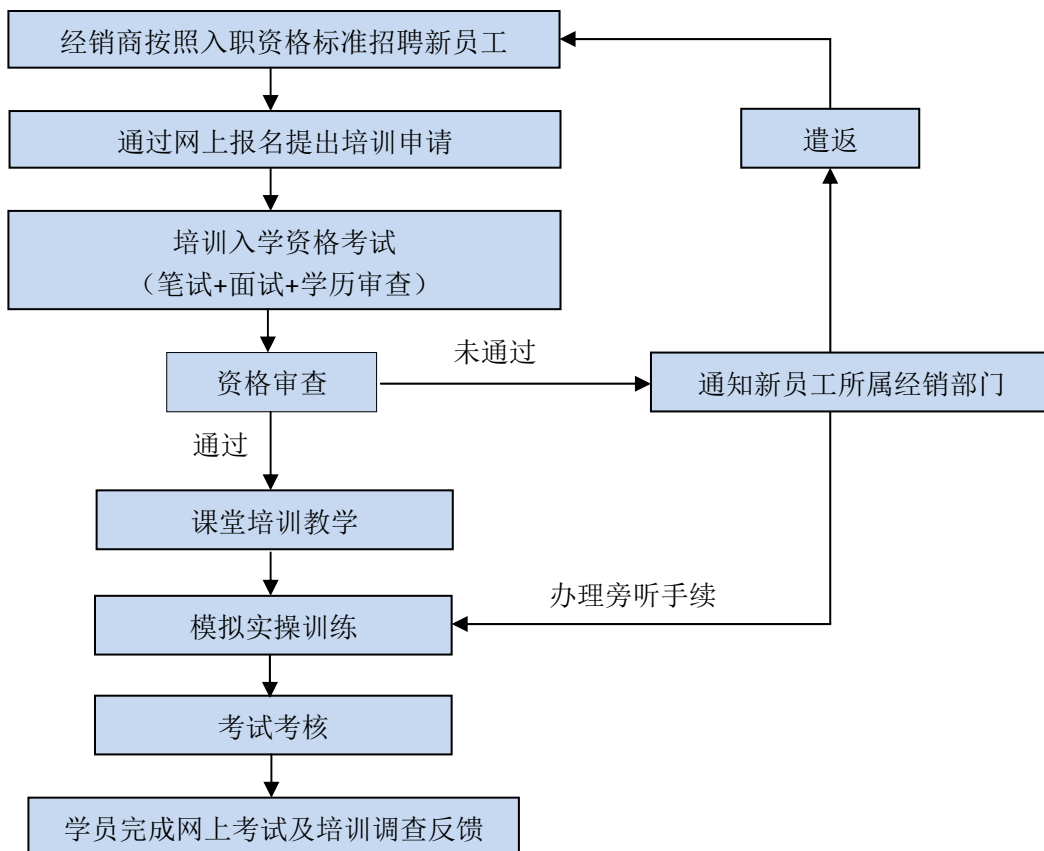 经销商按照入职资格标准招聘新员工
通过网上报名提出培训申请
遣返
培训入学资格考试
（笔试+面试+学历审查）
未通过
资格审查
通知新员工所属经销部门
通过
课堂培训教学
办理旁听手续
模拟实操训练
考试考核
学员完成网上考试及培训调查反馈